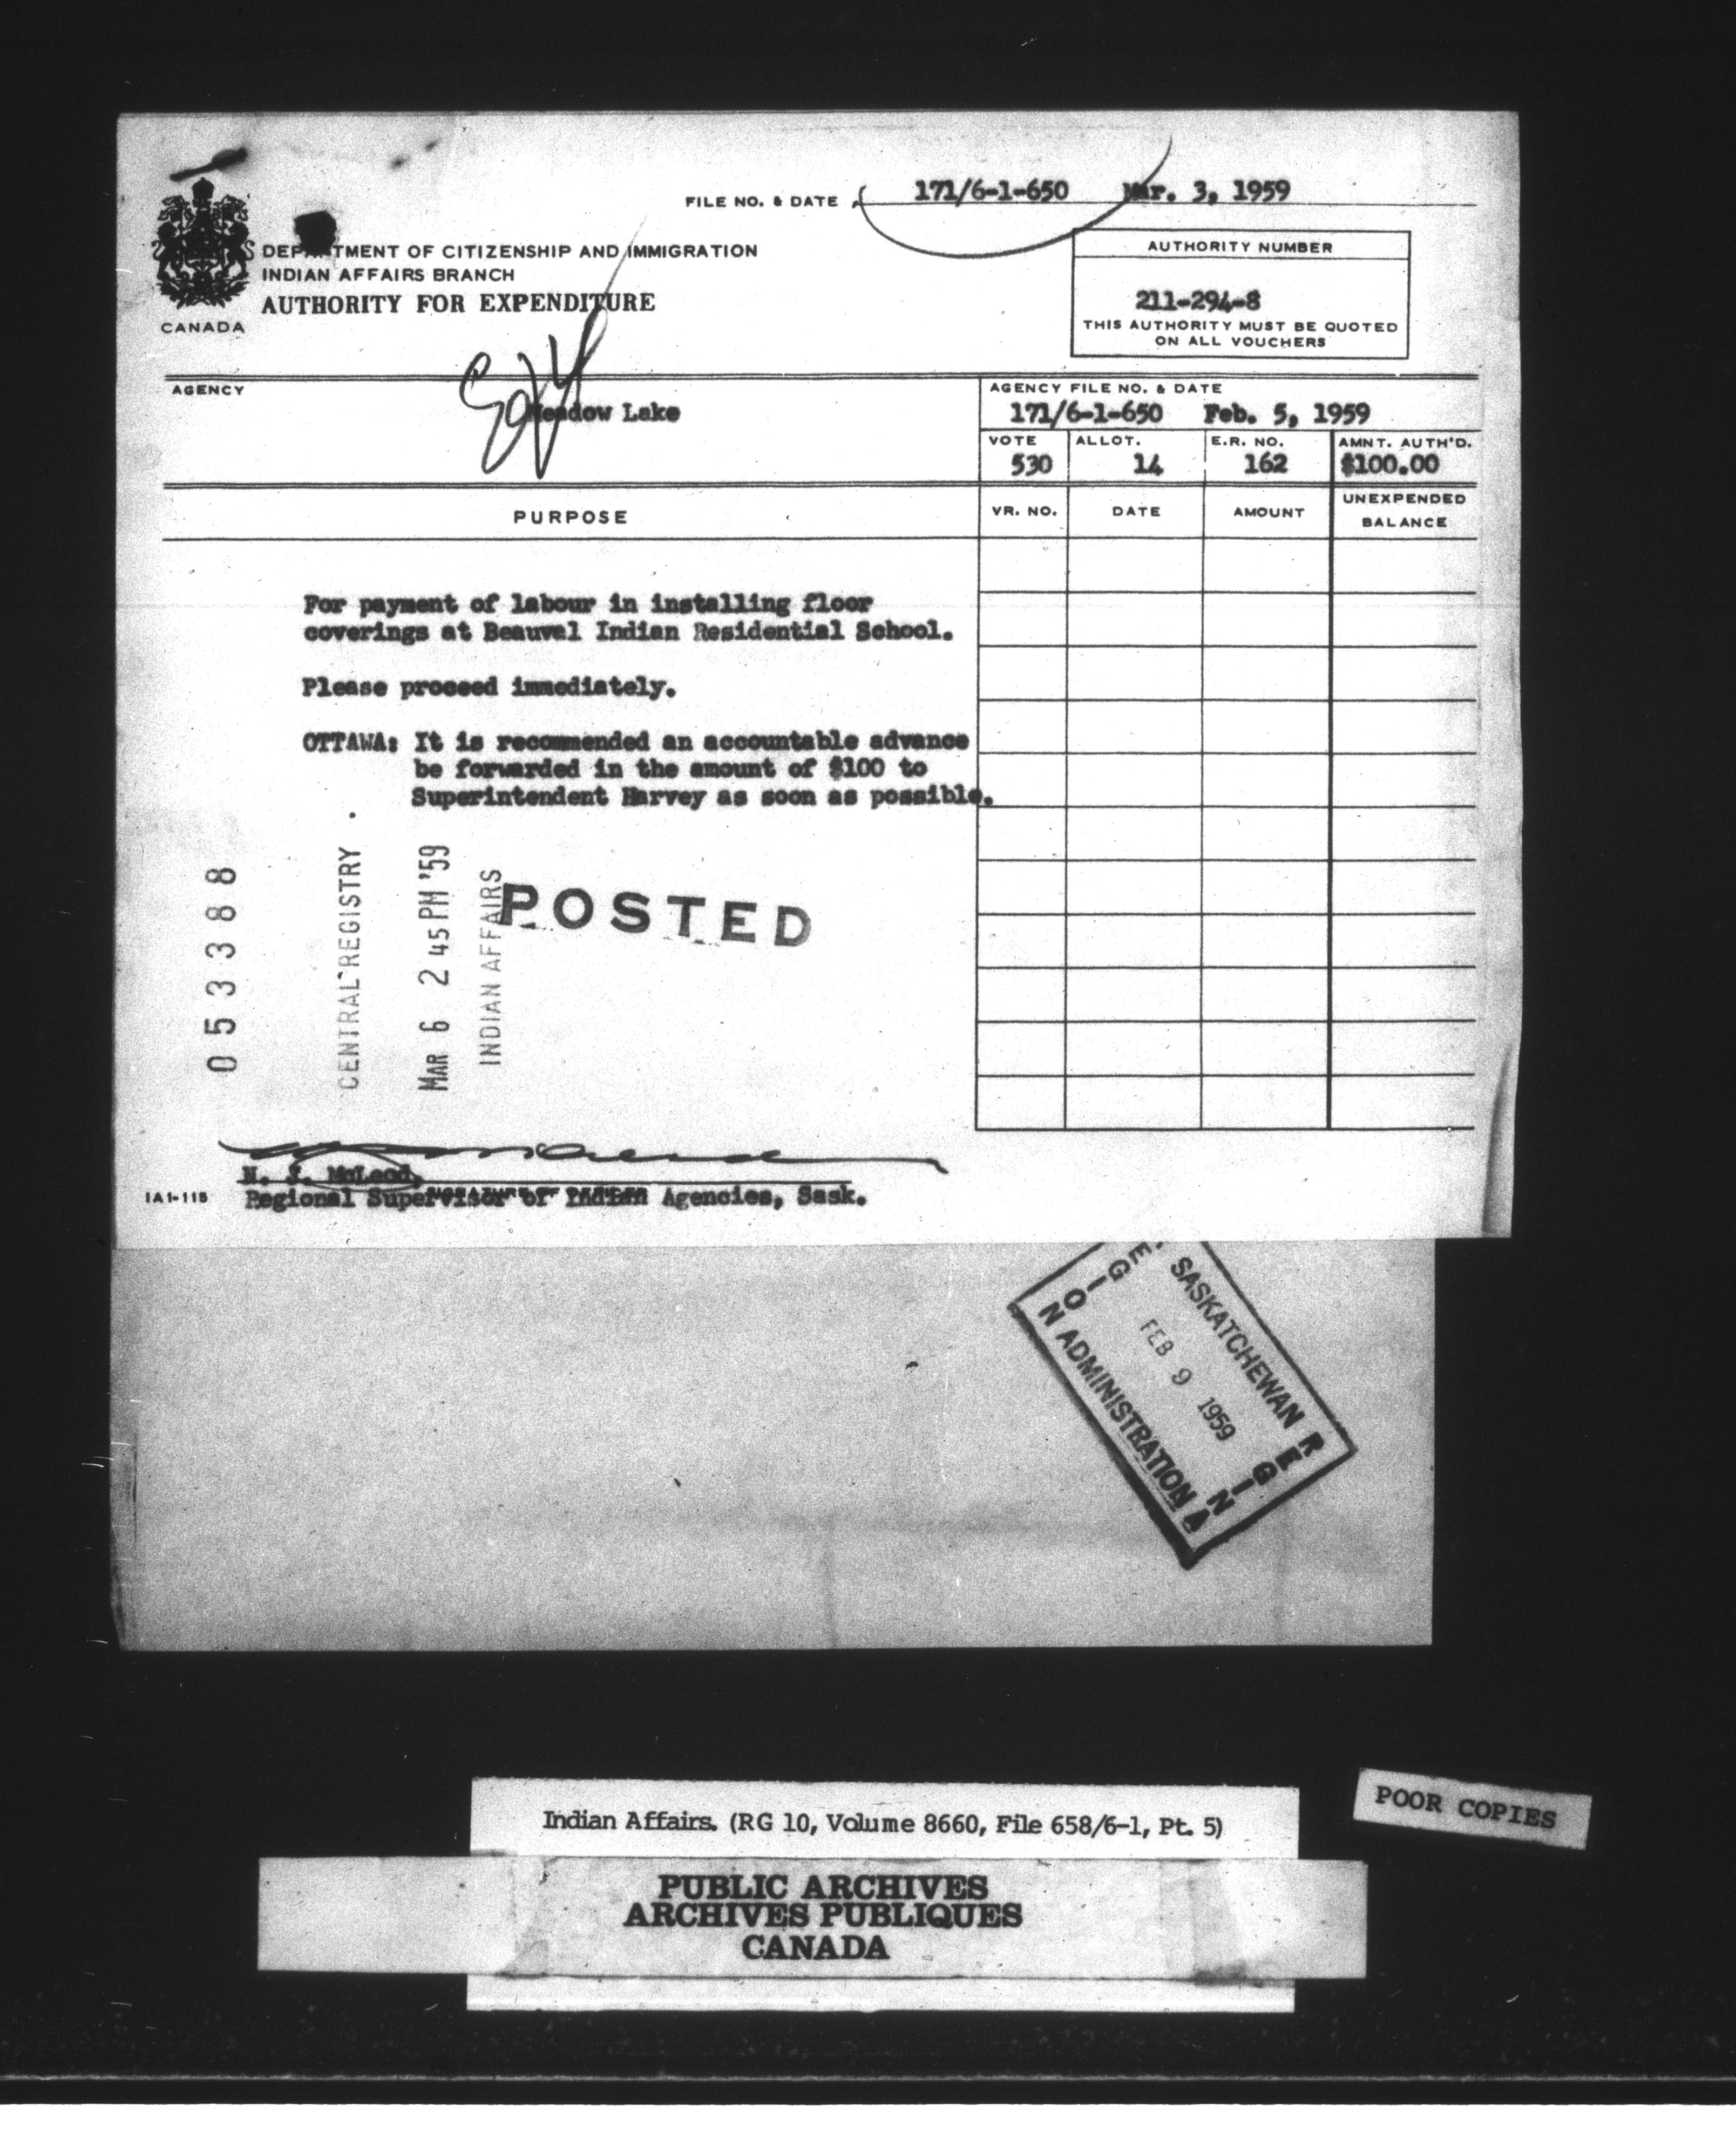 FILE NO. & DATE 171/6-1-650 Mar. 3, 1959
DEPARTMENT OF CITIZENSHIP AND IMMIGRATION
INDIAN AFFAIRS BRANCH
AUTHORITY FOR EXPENDITURE
CANADA
AUTHORITY NUMBER
211-294-8
THIS AUTHORITY MUST BE QUOTED
ON ALL VOUCHERS
AGENCY
Meadow Lake
AGENCY FILE NO. & DATE
171/6-1-650 Feb. 5, 1959
VOTE ALLOT. E.R. NO. AMNT. AUTH'D.
530 14 162 $100.00
PURPOSE
VR. NO. DATE AMOUNT UNEXPENDED BALANCE
For payment of labour in installing floor
coverings at Beauval Indian Residential School.
Please proceed immediately.
OTTAWA: It is recommended an accountable advance
be forwarded in the amount of $100 to
Superintendent Harvey as soon as possible.
053388
CENTRAL REGISTRY
MAR 6 2 45 PM '59
INDIAN AFFAIRS
POSTED
N. J. McLeod,
Regional Supervisor of Indian Agencies, Sask.
IA1-115
SASKATCHEWAN
REGION
FEB 9 1959
ADMINISTRATION
REGINA
Indian Affairs. (RG 10, Volume 8660, File 658/6-1, Pt. 5)
POOR COPIES
PUBLIC ARCHIVES
ARCHIVES PUBLIQUES
CANADA